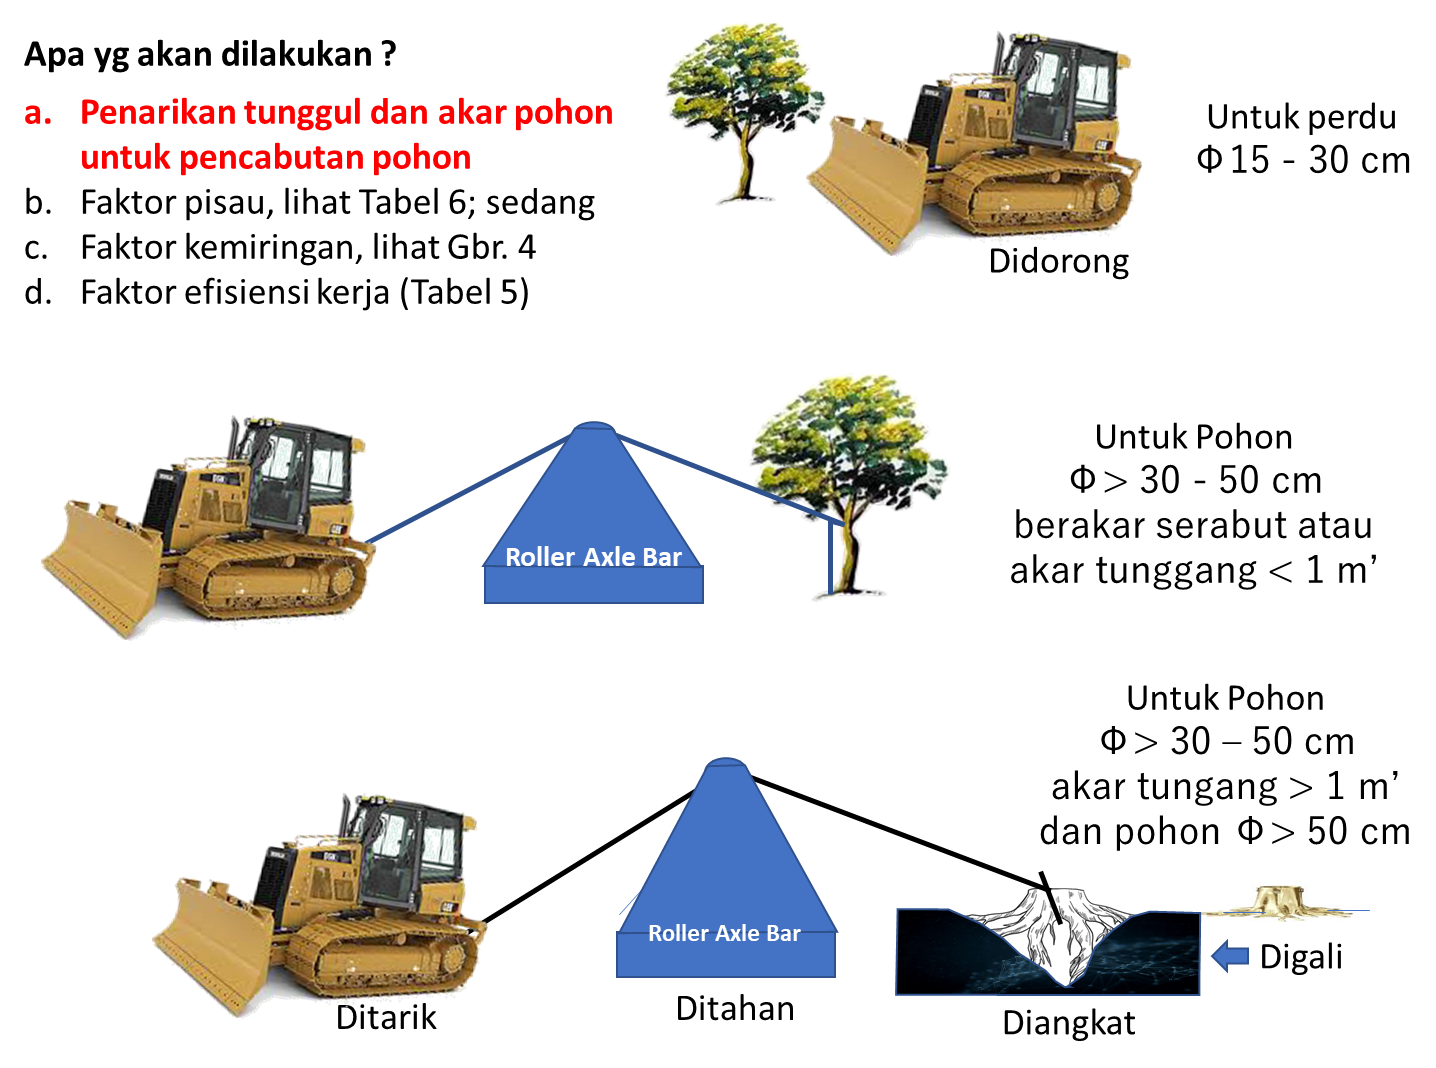 Apa yg akan dilakukan ?
a. Penarikan tunggul dan akar pohon
untuk pencabutan pohon
b. Faktor pisau, lihat Tabel 6; sedang
c. Faktor kemiringan, lihat Gbr. 4
d. Faktor efisiensi kerja (Tabel 5)
Untuk perdu
Φ 15 - 30 cm
Didorong
Roller Axle Bar
Untuk Pohon
Φ > 30 - 50 cm
berakar serabut atau
akar tunggang < 1 m’
Untuk Pohon
Φ > 30 – 50 cm
akar tungang > 1 m’
dan pohon Φ > 50 cm
Roller Axle Bar
Digali
Ditarik
Ditahan
Diangkat